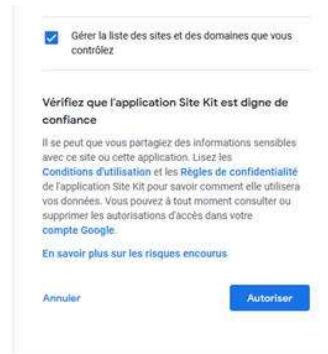 Gérer la liste des sites et des domaines que vous
contrôlez
Vérifiez que l'application Site Kit est digne de
confiance
Il se peut que vous partagiez des informations sensibles
avec ce site ou cette application. Lisez les
Conditions d'utilisation et les Règles de confidentialité
de l'application Site Kit pour savoir comment elle utilisera
vos données. Vous pouvez à tout moment consulter ou
supprimer les autorisations d'accès dans votre
compte Google.
En savoir plus sur les risques encourus
Annuler
Autoriser